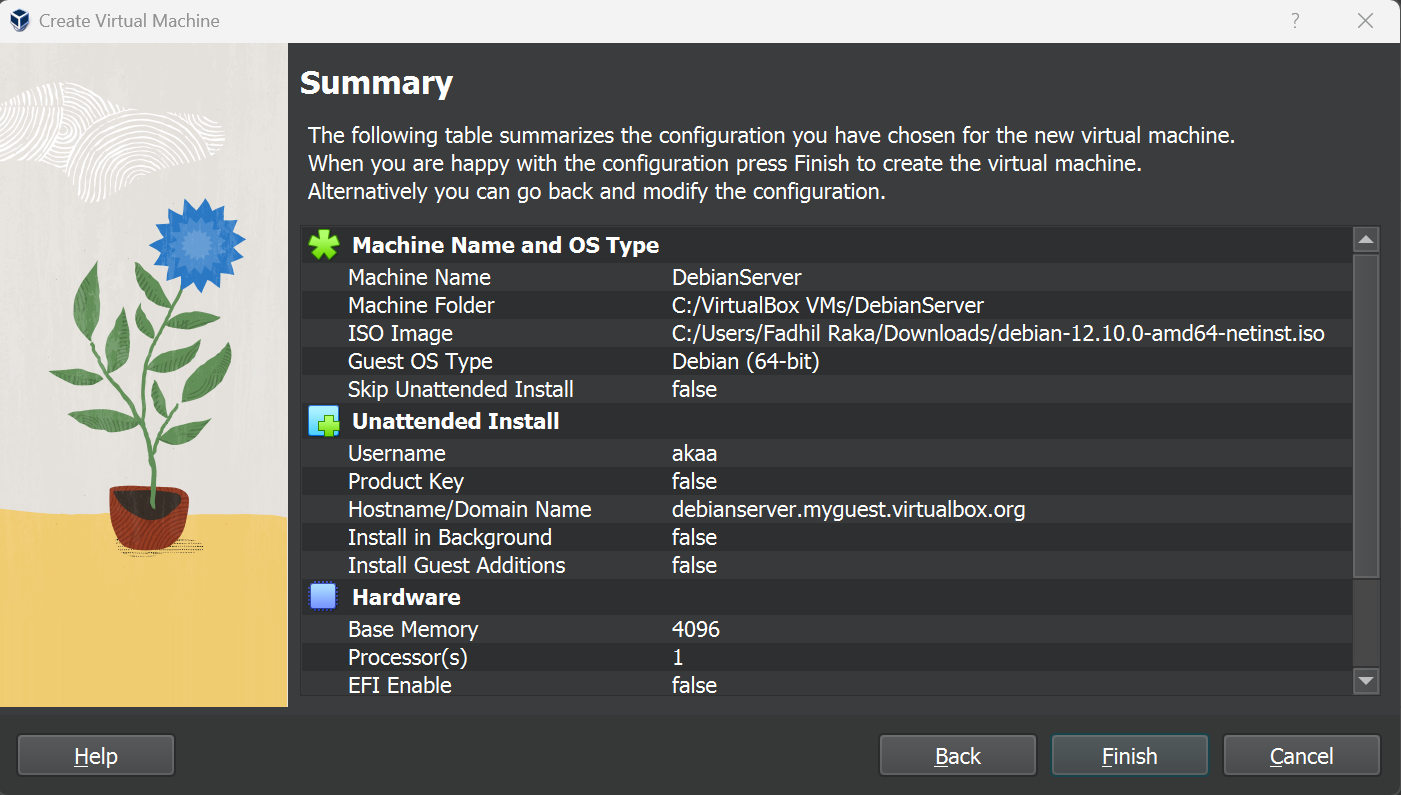 Create Virtual Machine
?
Summary
The following table summarizes the configuration you have chosen for the new virtual machine.
When you are happy with the configuration press Finish to create the virtual machine.
Alternatively you can go back and modify the configuration.
Machine Name and OS Type
Machine Name DebianServer
Machine Folder C:/VirtualBox VMs/DebianServer
ISO Image C:/Users/Fadhil Raka/Downloads/debian-12.10.0-amd64-netinst.iso
Guest OS Type Debian (64-bit)
Skip Unattended Install false
Unattended Install
Username akaa
Product Key false
Hostname/Domain Name debianserver.myguest.virtualbox.org
Install in Background false
Install Guest Additions false
Hardware
Base Memory 4096
Processor(s) 1
EFI Enable false
Help Back Finish Cancel